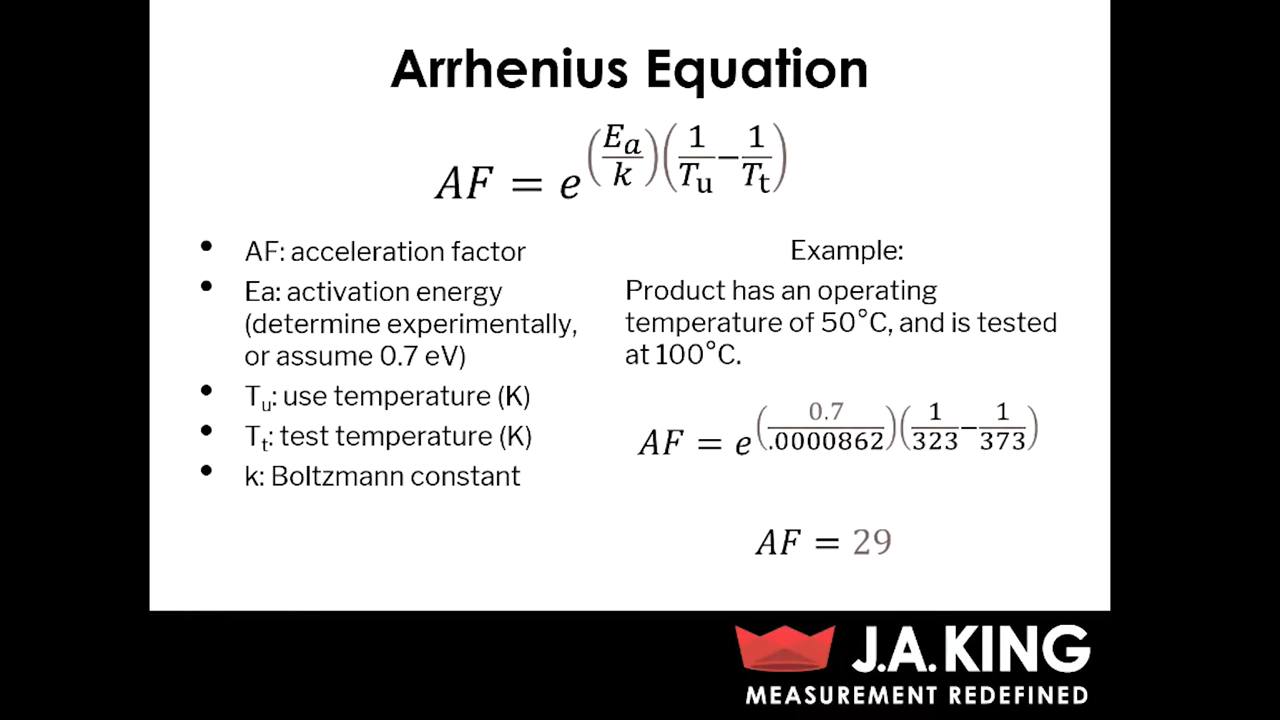 Arrhenius Equation
AF = e^(Ea/k)(1/Tu − 1/Tt)
• AF: acceleration factor
• Ea: activation energy
(determine experimentally,
or assume 0.7 eV)
• Tu: use temperature (K)
• Tt: test temperature (K)
• k: Boltzmann constant
Example:
Product has an operating
temperature of 50°C, and is tested
at 100°C.
AF = e^(0.7/.0000862)(1/323 − 1/373)
AF = 29
J.A. KING
MEASUREMENT REDEFINED